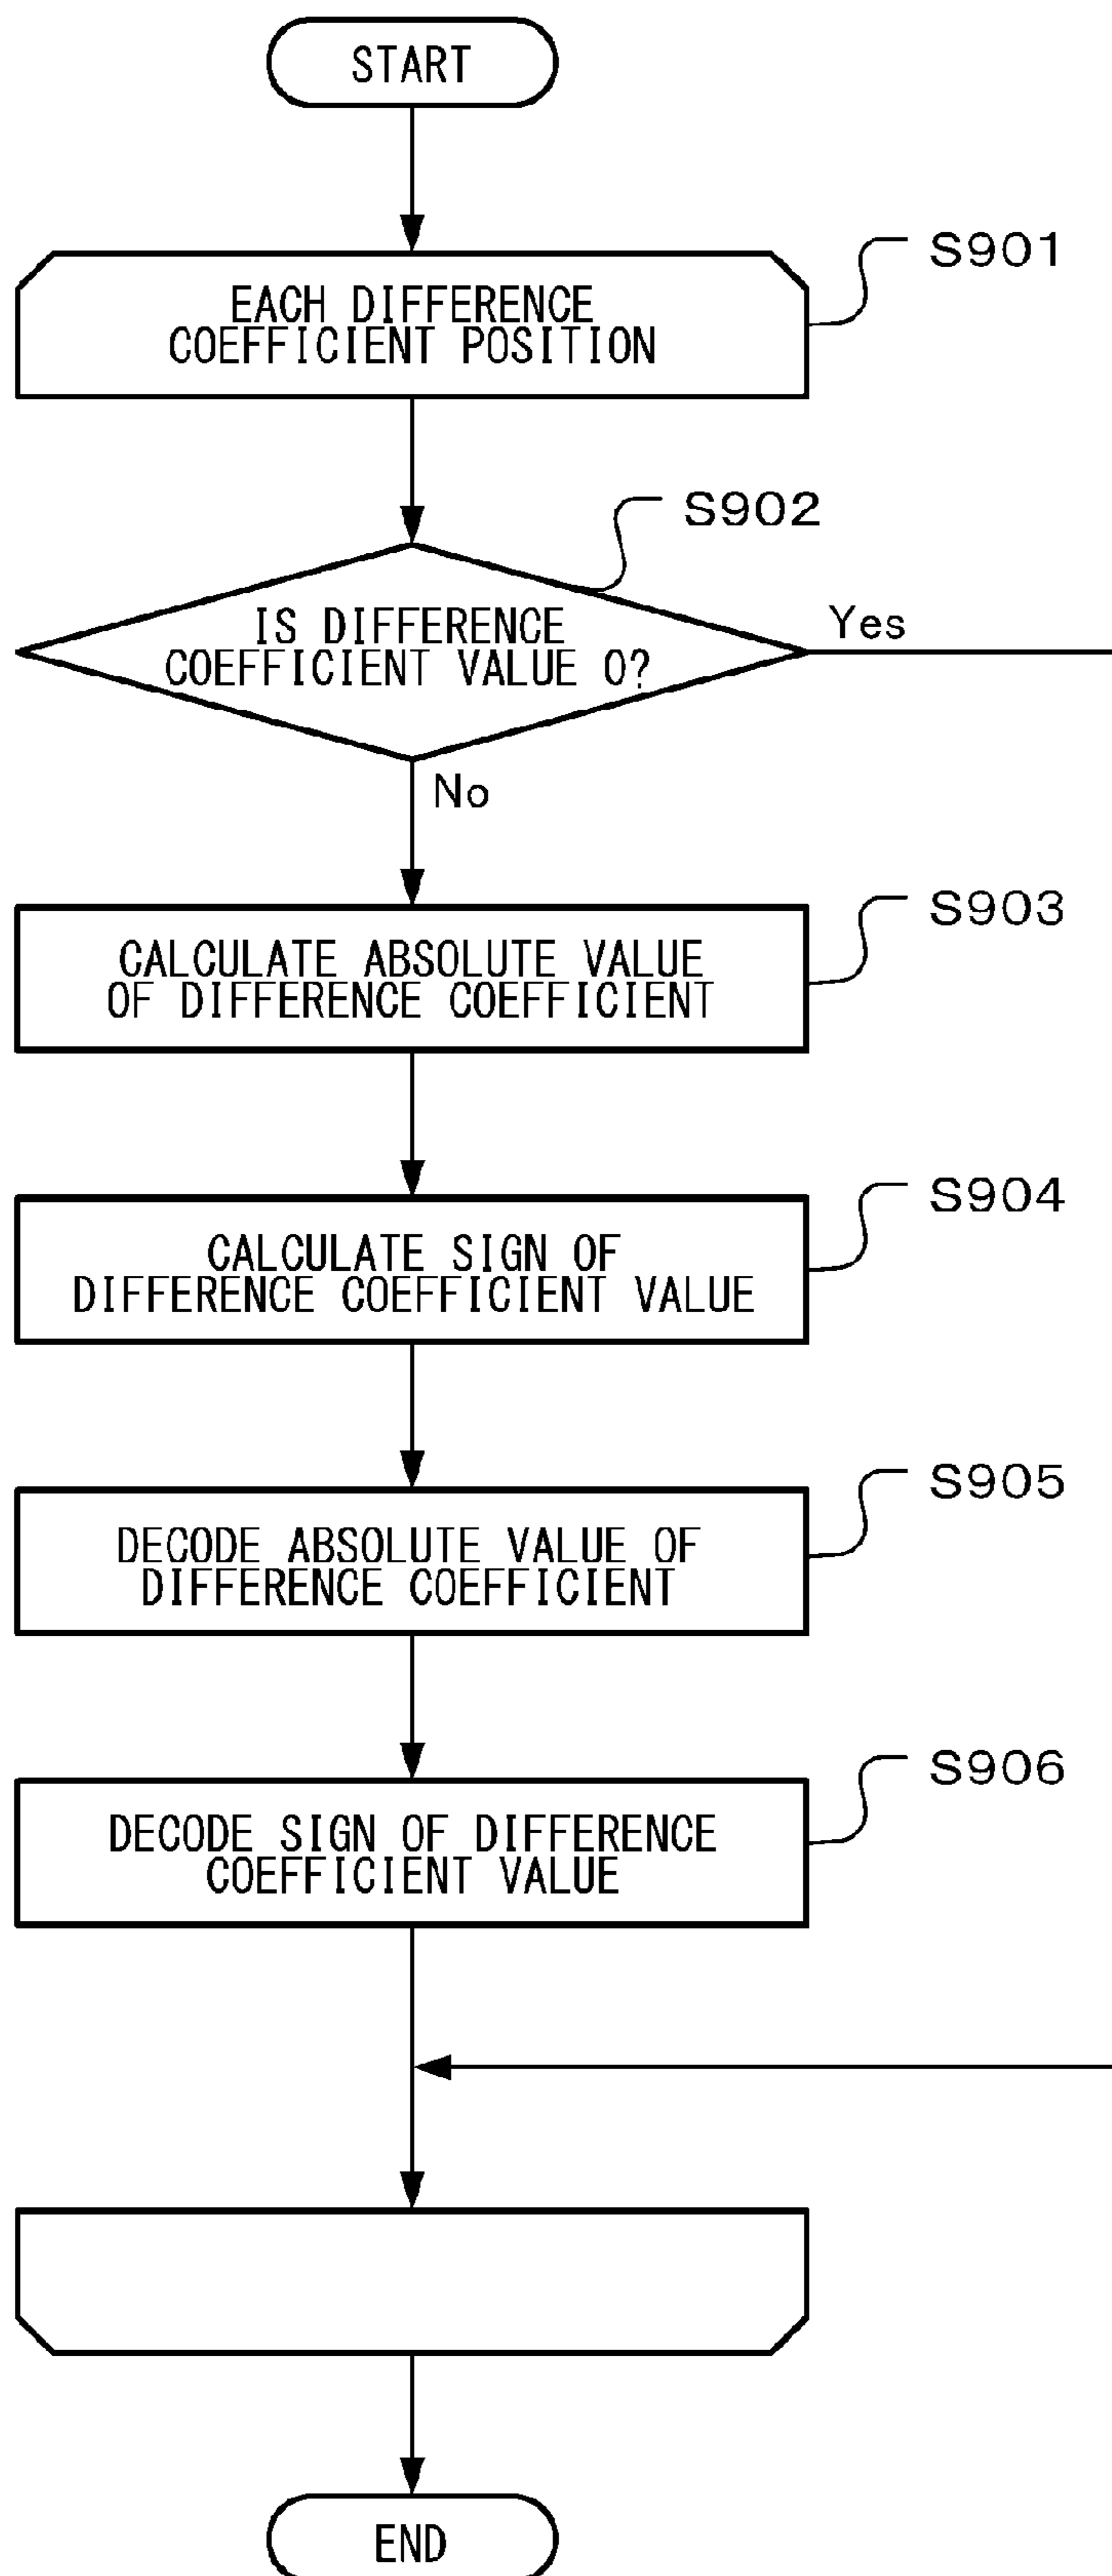 START
EACH DIFFERENCE
COEFFICIENT POSITION
S901
S902
IS DIFFERENCE
COEFFICIENT VALUE 0?
Yes
No
CALCULATE ABSOLUTE VALUE
OF DIFFERENCE COEFFICIENT
S903
CALCULATE SIGN OF
DIFFERENCE COEFFICIENT VALUE
S904
DECODE ABSOLUTE VALUE OF
DIFFERENCE COEFFICIENT
S905
DECODE SIGN OF DIFFERENCE
COEFFICIENT VALUE
S906
END